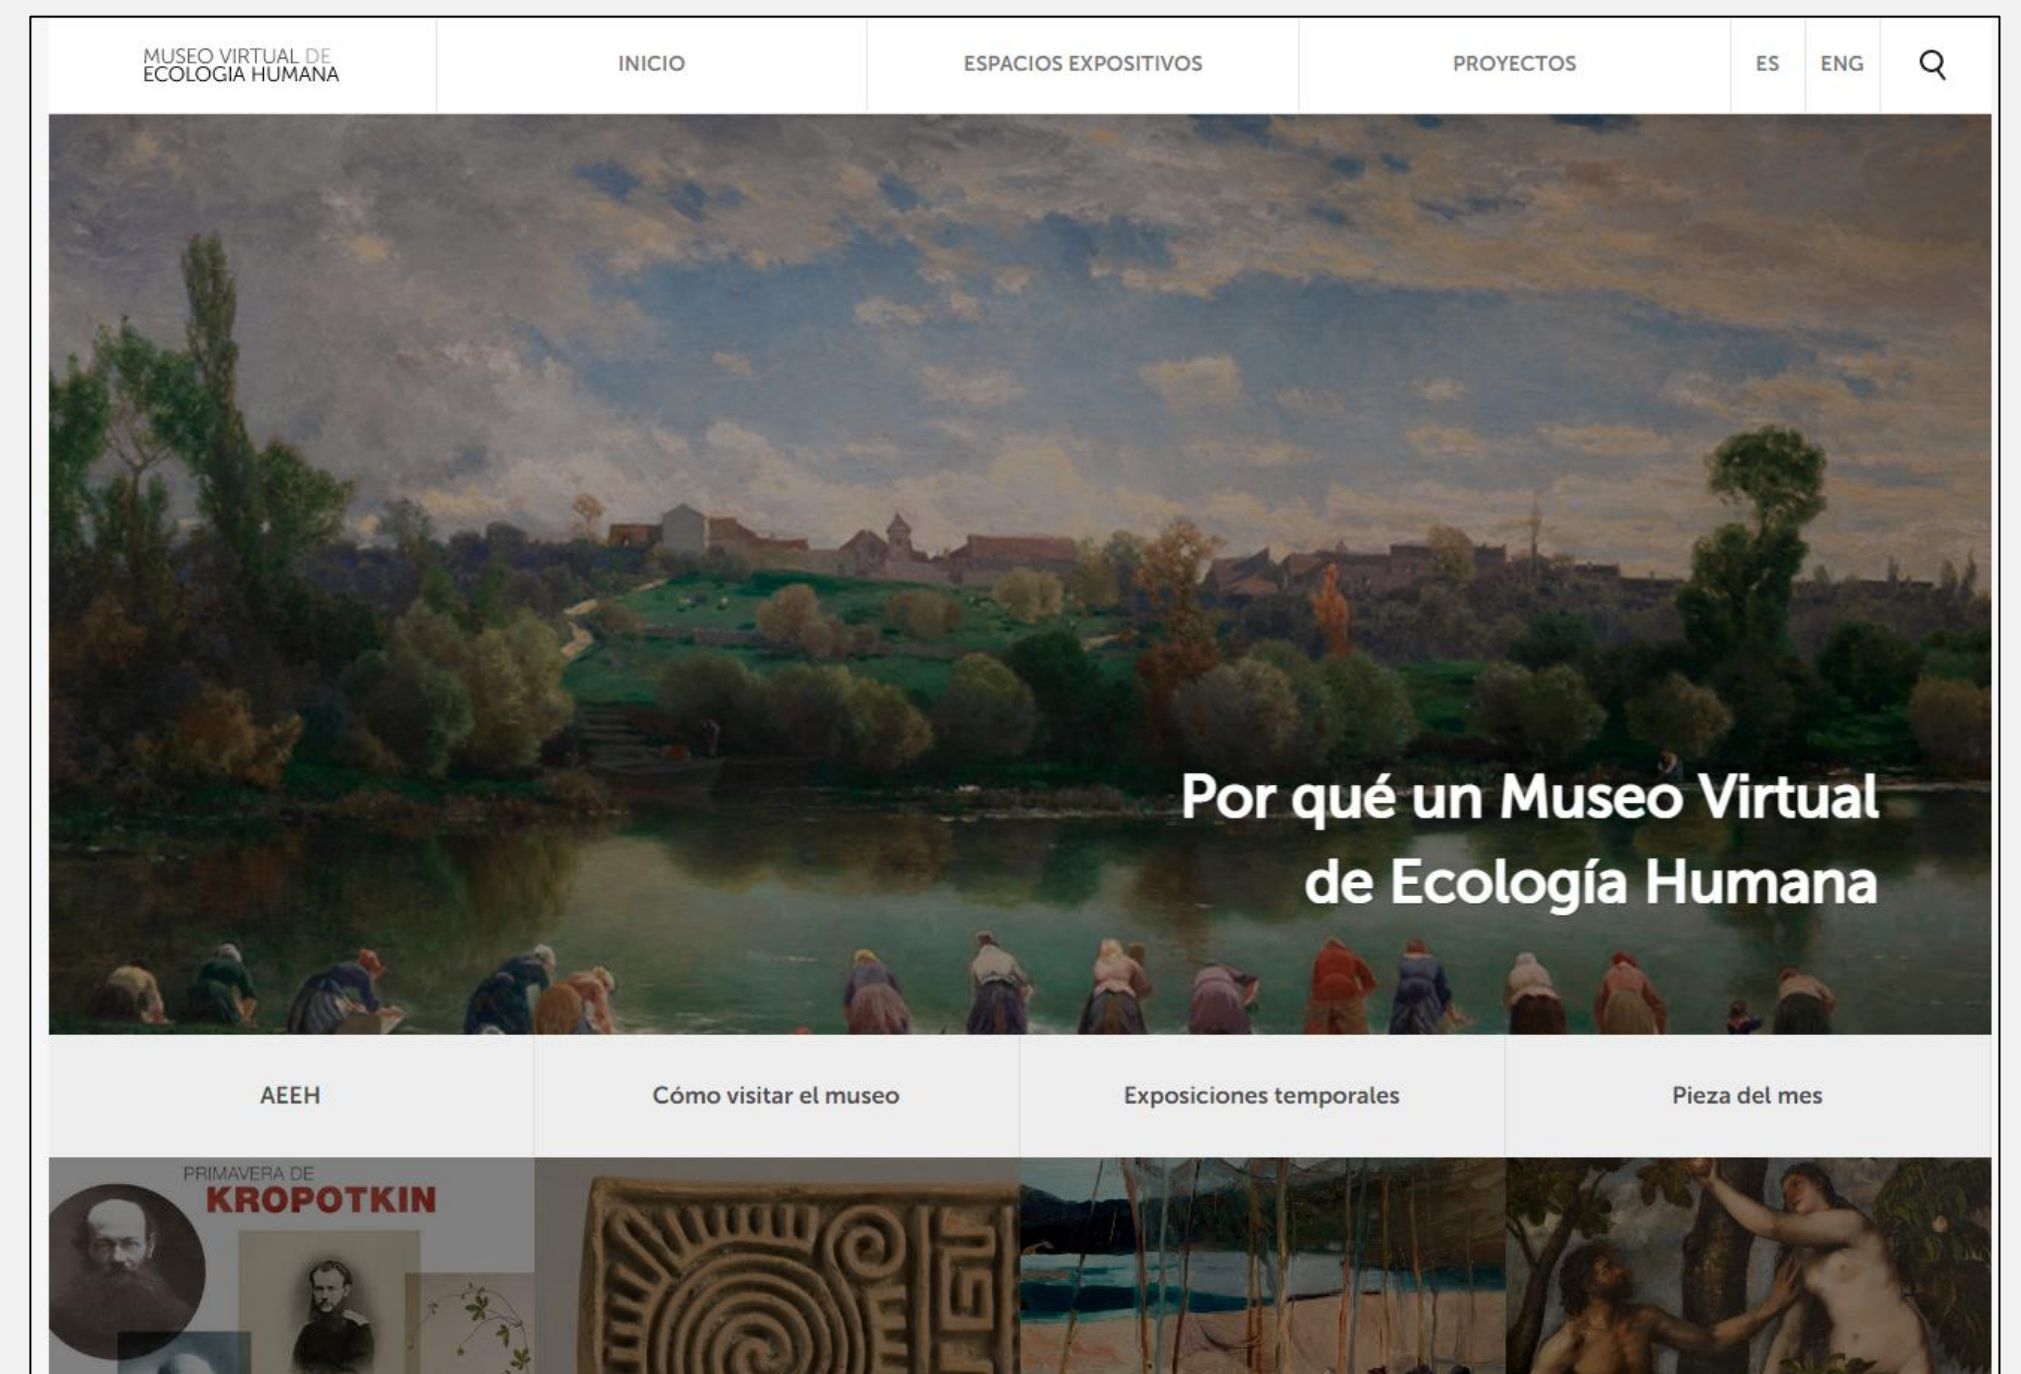 MUSEO VIRTUAL DE
ECOLOGIA HUMANA
INICIO
ESPACIOS EXPOSITIVOS
PROYECTOS
ES
ENG
Por qué un Museo Virtual
de Ecología Humana
AEEH
Cómo visitar el museo
Exposiciones temporales
Pieza del mes
PRIMAVERA DE
KROPOTKIN